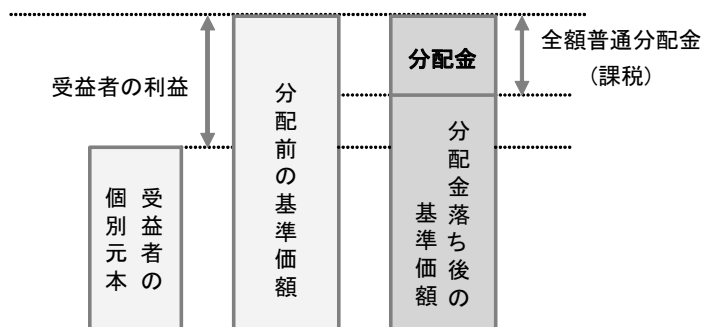 受益者の利益
受益者の
個別元本
分配前の基準価額
分配金
分配金落ち後の
基準価額
全額普通分配金
(課税)